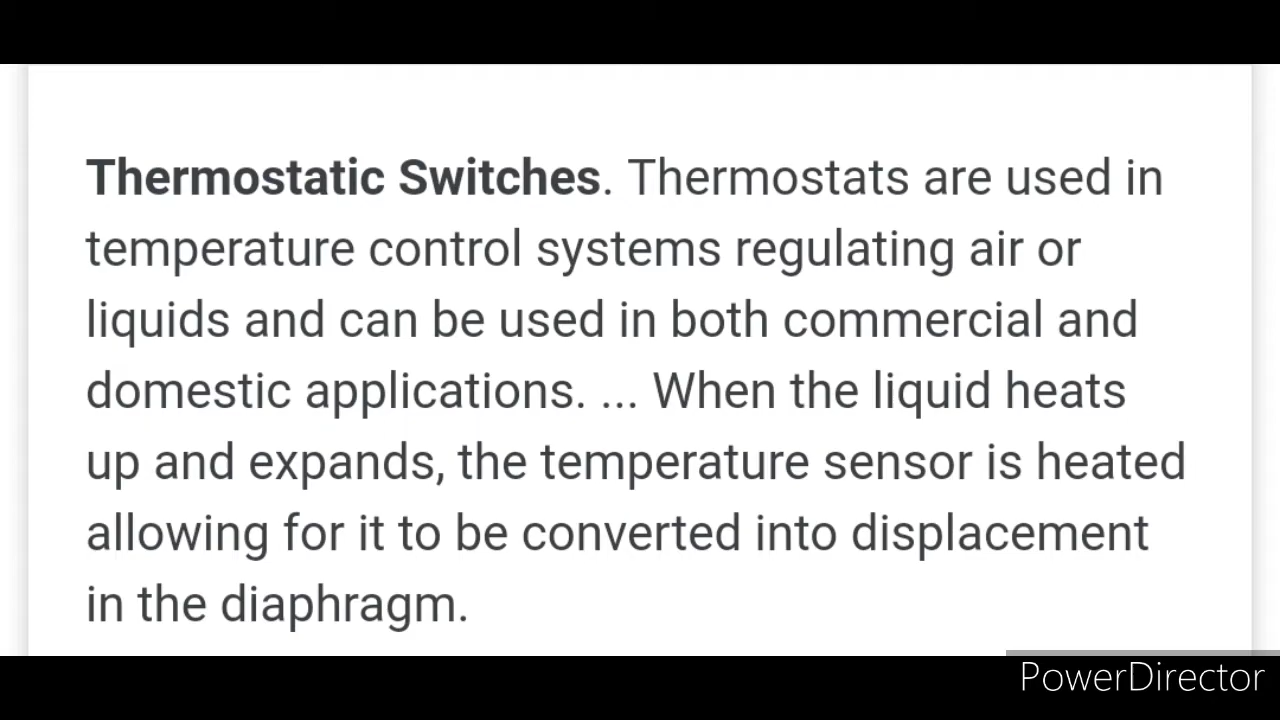 Thermostatic Switches. Thermostats are used in
temperature control systems regulating air or
liquids and can be used in both commercial and
domestic applications. ... When the liquid heats
up and expands, the temperature sensor is heated
allowing for it to be converted into displacement
in the diaphragm.
PowerDirector